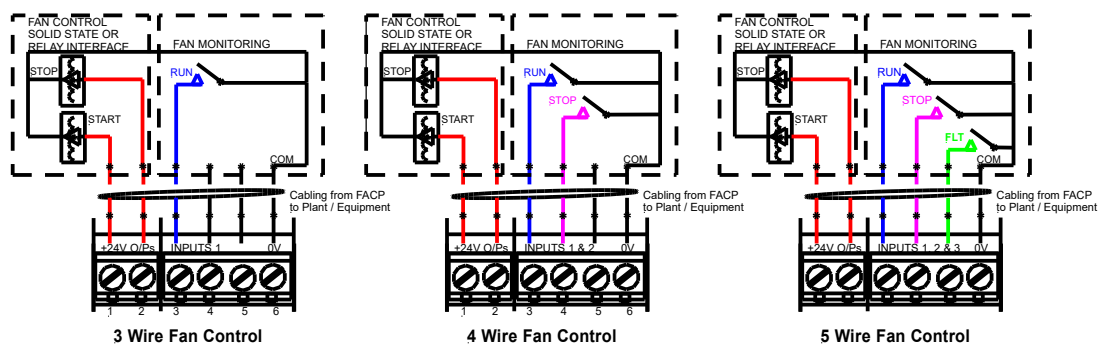 FAN CONTROL
SOLID STATE OR
RELAY INTERFACE
FAN MONITORING
STOP
RUN
START
COM
Cabling from FACP
to Plant / Equipment
+24V O/Ps
INPUTS 1
0V
1 2 3 4 5 6
3 Wire Fan Control
FAN CONTROL
SOLID STATE OR
RELAY INTERFACE
FAN MONITORING
STOP
RUN
STOP
START
COM
Cabling from FACP
to Plant / Equipment
+24V O/Ps
INPUTS 1 & 2
0V
1 2 3 4 5 6
4 Wire Fan Control
FAN CONTROL
SOLID STATE OR
RELAY INTERFACE
FAN MONITORING
STOP
RUN
STOP
START
FLT
COM
Cabling from FACP
to Plant / Equipment
+24V O/Ps
INPUTS 1, 2 & 3
0V
5 Wire Fan Control